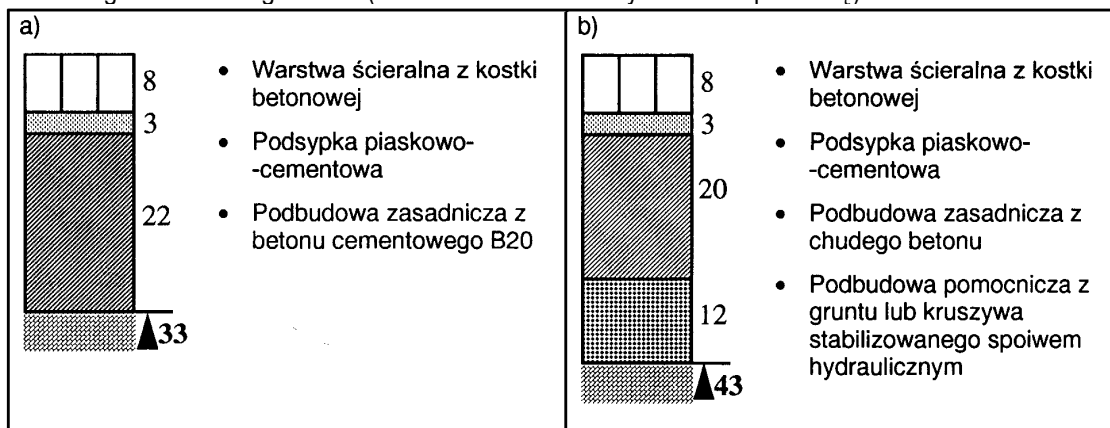 a)
8
3
22
33
• Warstwa ścieralna z kostki
betonowej
• Podsypka piaskowo-
-cementowa
• Podbudowa zasadnicza z
betonu cementowego B20
b)
8
3
20
12
43
• Warstwa ścieralna z kostki
betonowej
• Podsypka piaskowo-
-cementowa
• Podbudowa zasadnicza z
chudego betonu
• Podbudowa pomocnicza z
gruntu lub kruszywa
stabilizowanego spoiwem
hydraulicznym